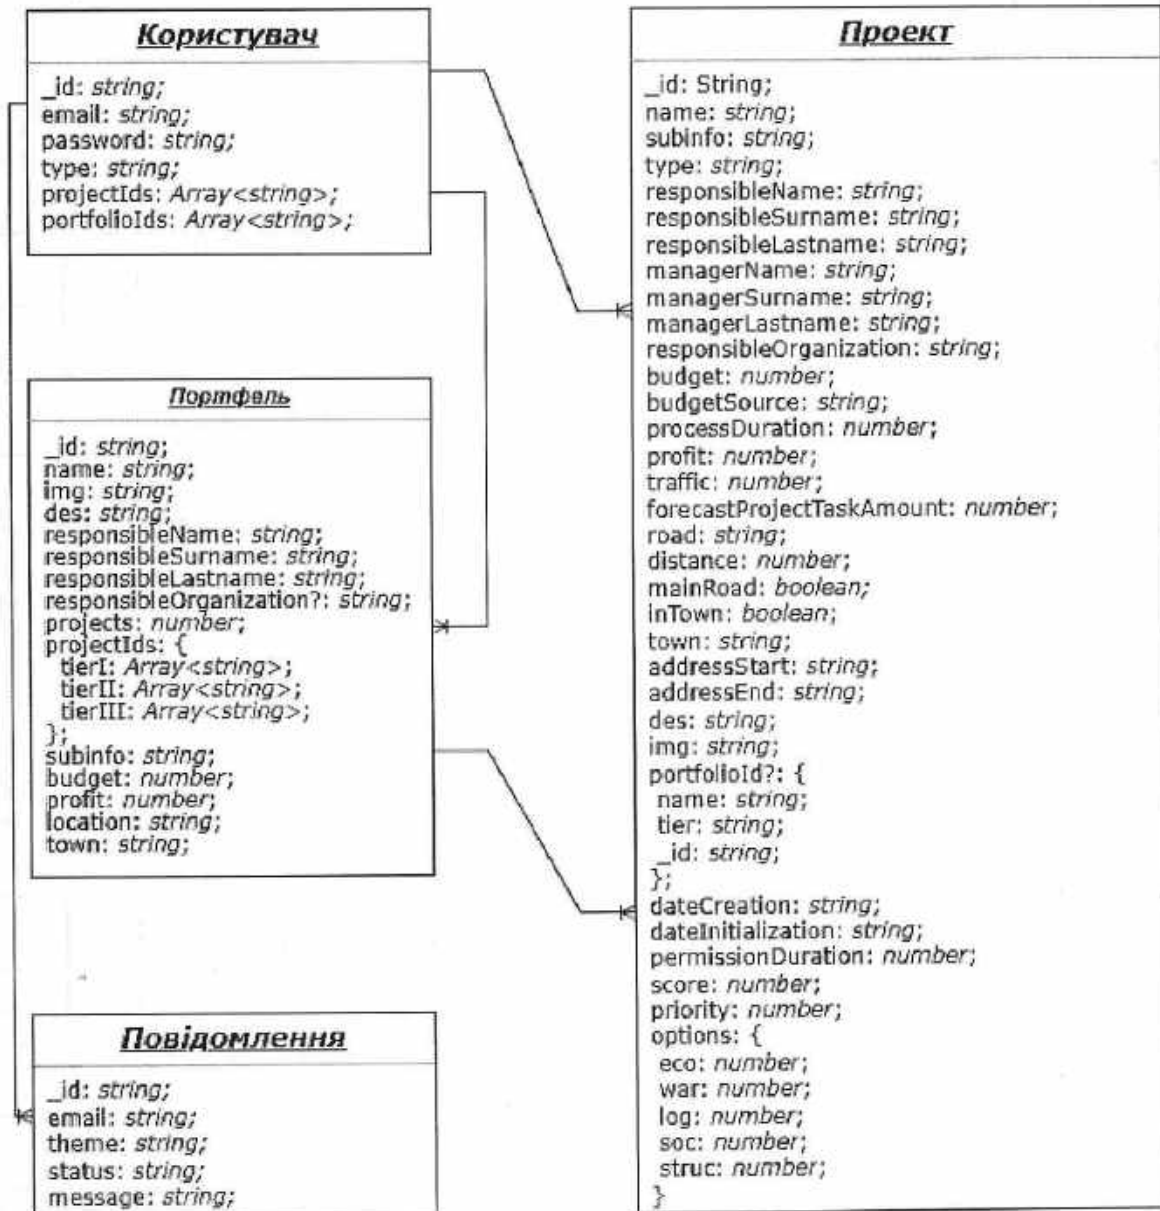 Користувач
_id: string;
email: string;
password: string;
type: string;
projectIds: Array<string>;
portfolioIds: Array<string>;
Портфель
_id: string;
name: string;
img: string;
des: string;
responsibleName: string;
responsibleSurname: string;
responsibleLastname: string;
responsibleOrganization?: string;
projects: number;
projectIds: {
tierI: Array<string>;
tierII: Array<string>;
tierIII: Array<string>;
};
subinfo: string;
budget: number;
profit: number;
location: string;
town: string;
Повідомлення
_id: string;
email: string;
theme: string;
status: string;
message: string;
Проект
_id: String;
name: string;
subinfo: string;
type: string;
responsibleName: string;
responsibleSurname: string;
responsibleLastname: string;
managerName: string;
managerSurname: string;
managerLastname: string;
responsibleOrganization: string;
budget: number;
budgetSource: string;
processDuration: number;
profit: number;
traffic: number;
forecastProjectTaskAmount: number;
road: string;
distance: number;
mainRoad: boolean;
inTown: boolean;
town: string;
addressStart: string;
addressEnd: string;
des: string;
img: string;
portfolioId?: {
name: string;
tier: string;
_id: string;
};
dateCreation: string;
dateInitialization: string;
permissionDuration: number;
score: number;
priority: number;
options: {
eco: number;
war: number;
log: number;
soc: number;
struc: number;
}